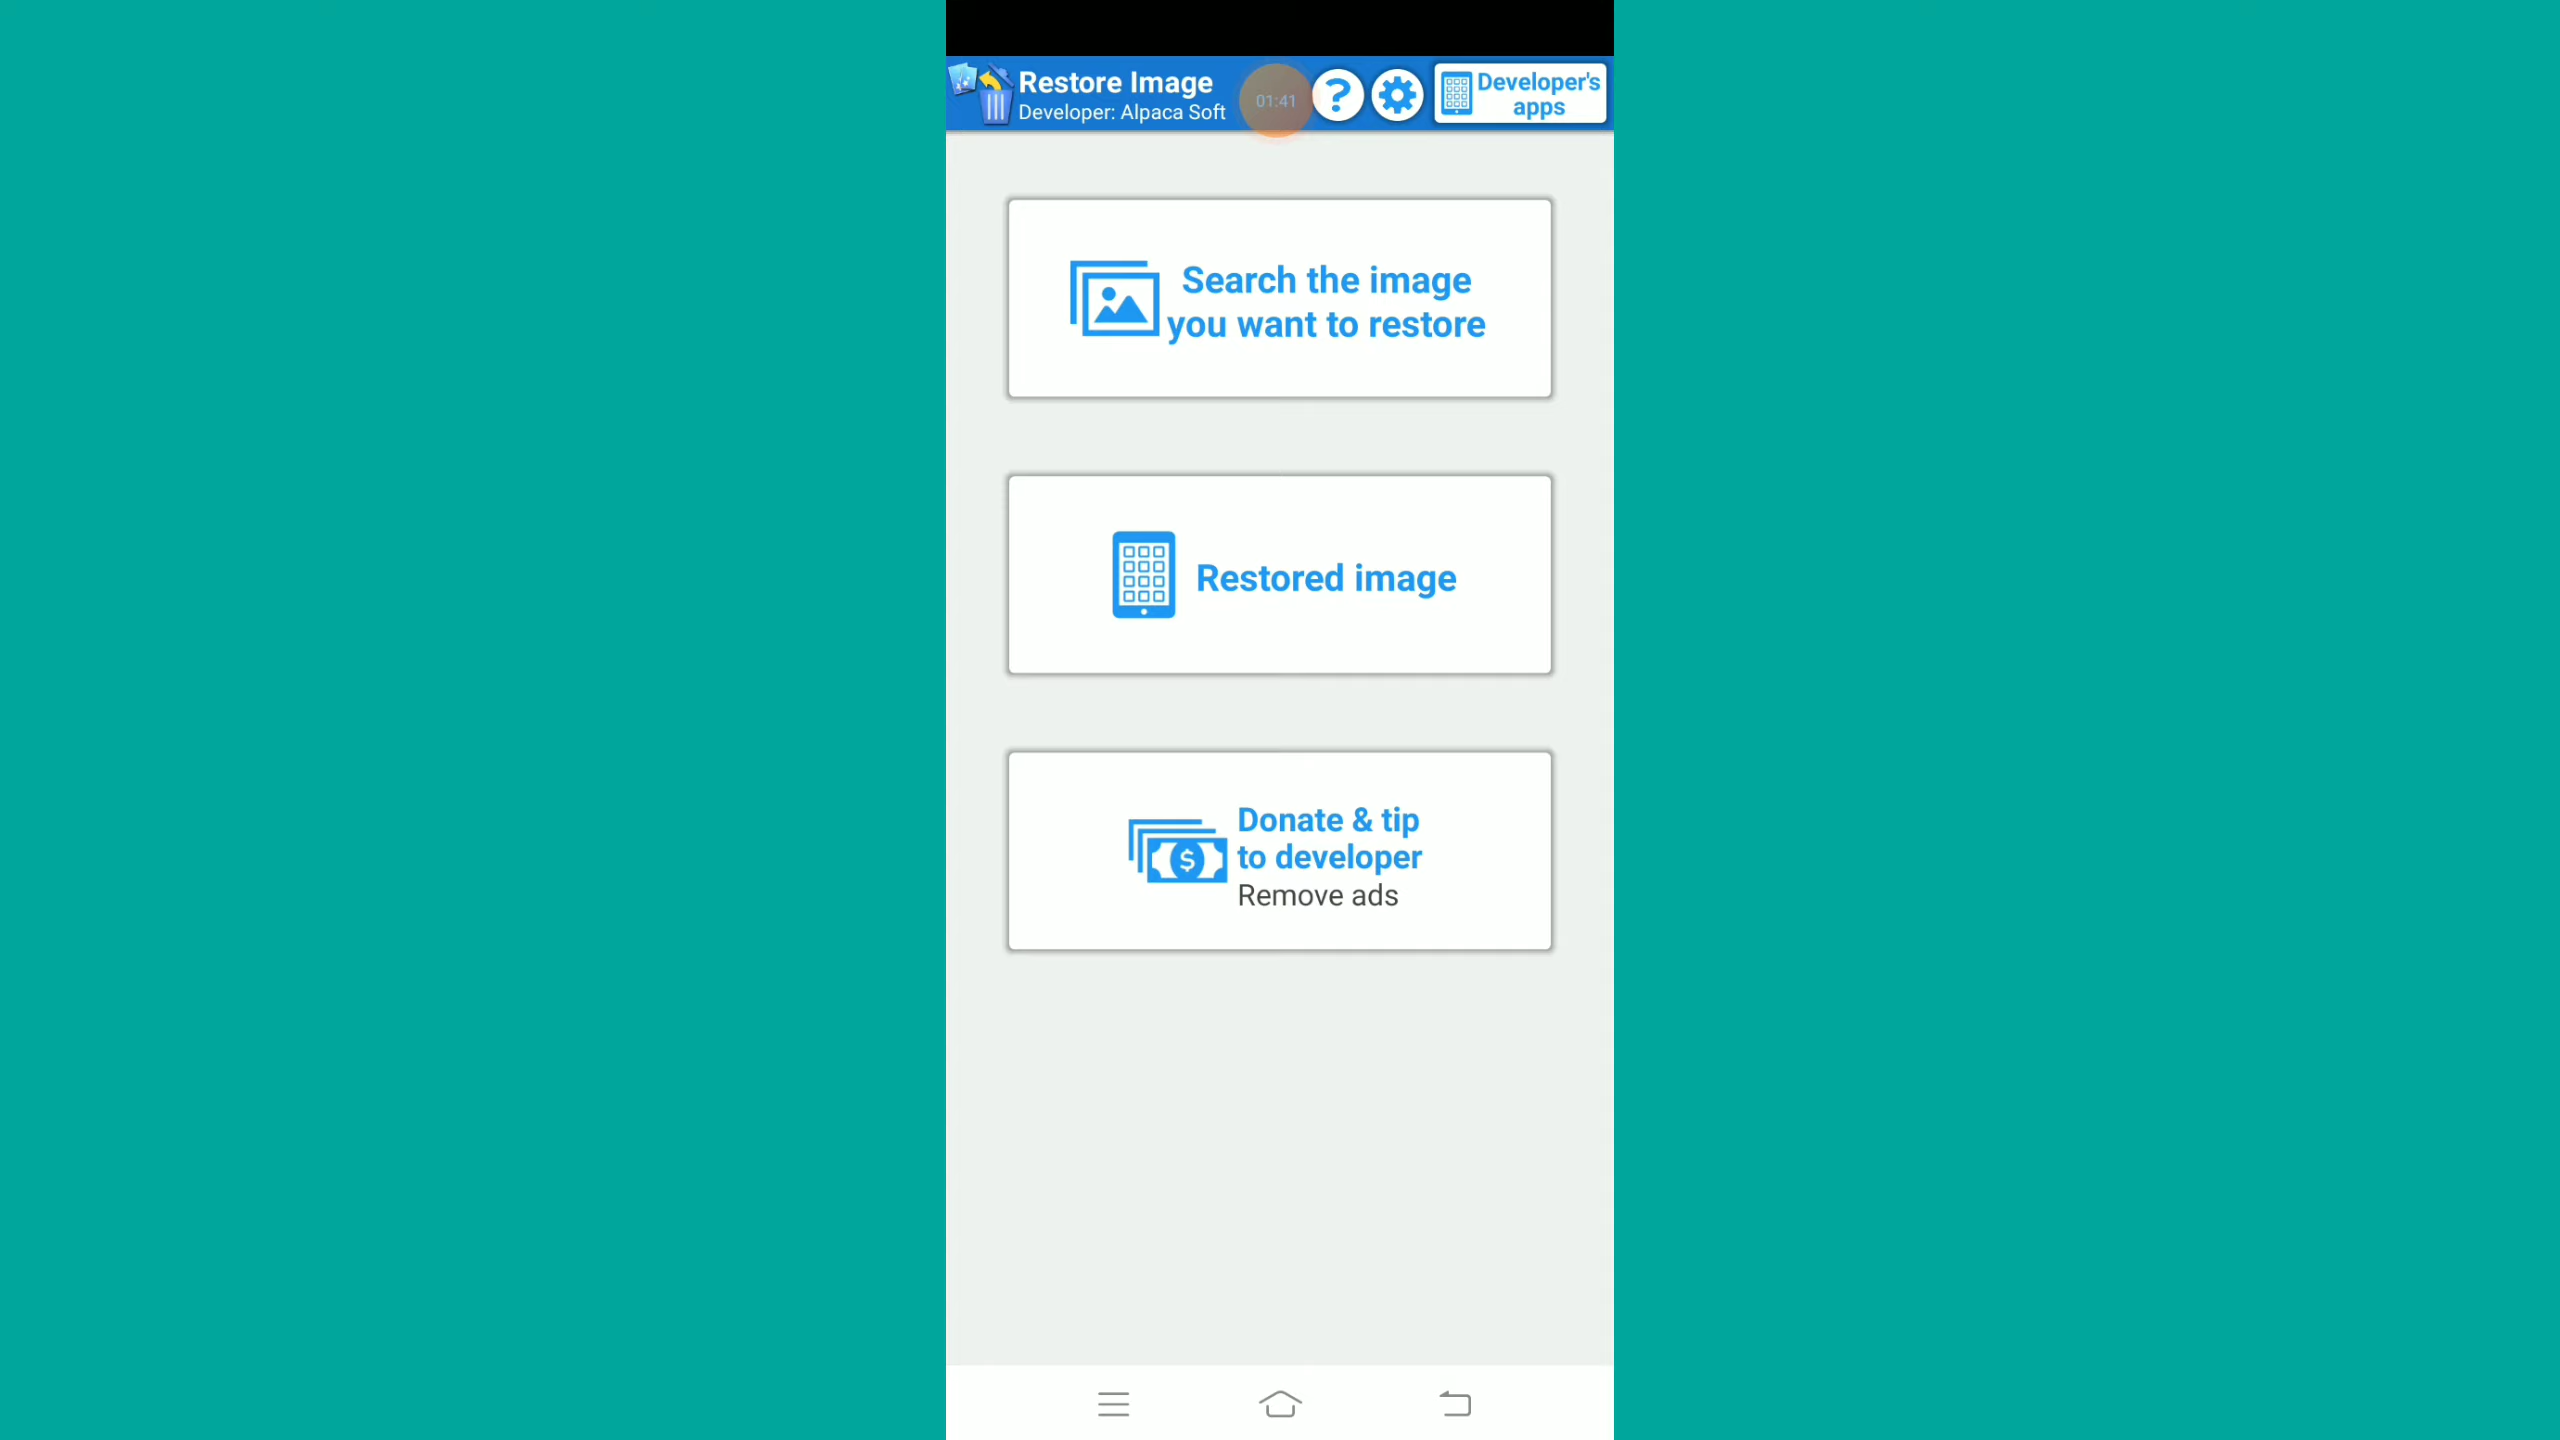 Restore Image
Developer: Alpaca Soft
01:41
?
Developer's
apps
Search the image
you want to restore
Restored image
$
Donate & tip
to developer
Remove ads